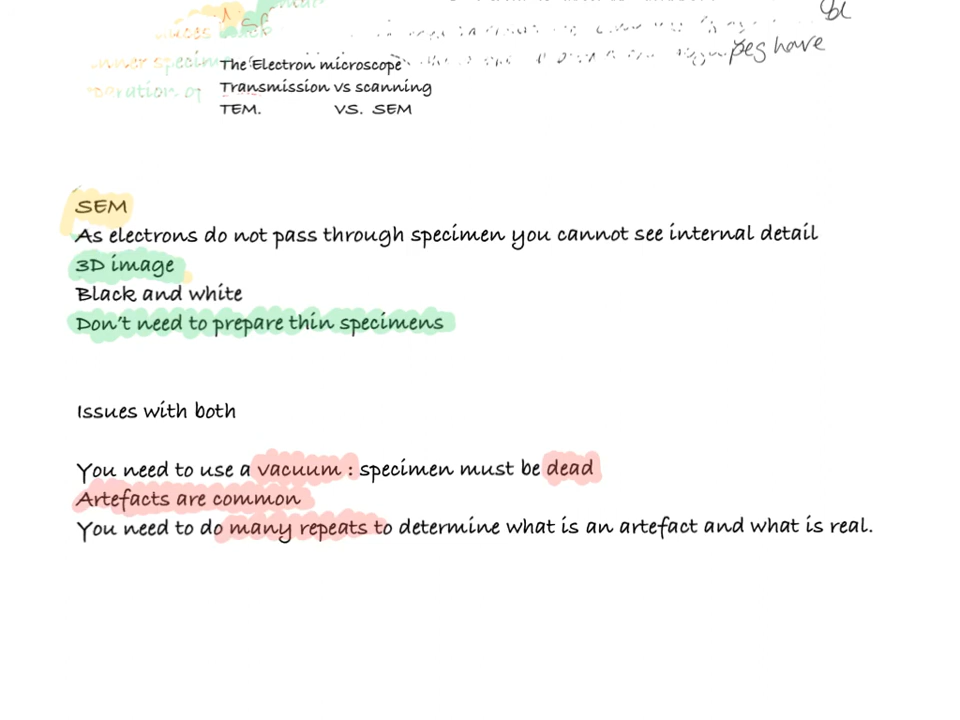 peg have
The Electron microscope
Transmission vs scanning
TEM. VS. SEM
SEM
As electrons do not pass through specimen you cannot see internal detail
3D image
Black and white
Don't need to prepare thin specimens
Issues with both
You need to use a vacuum : specimen must be dead
Artefacts are common
You need to do many repeats to determine what is an artefact and what is real.